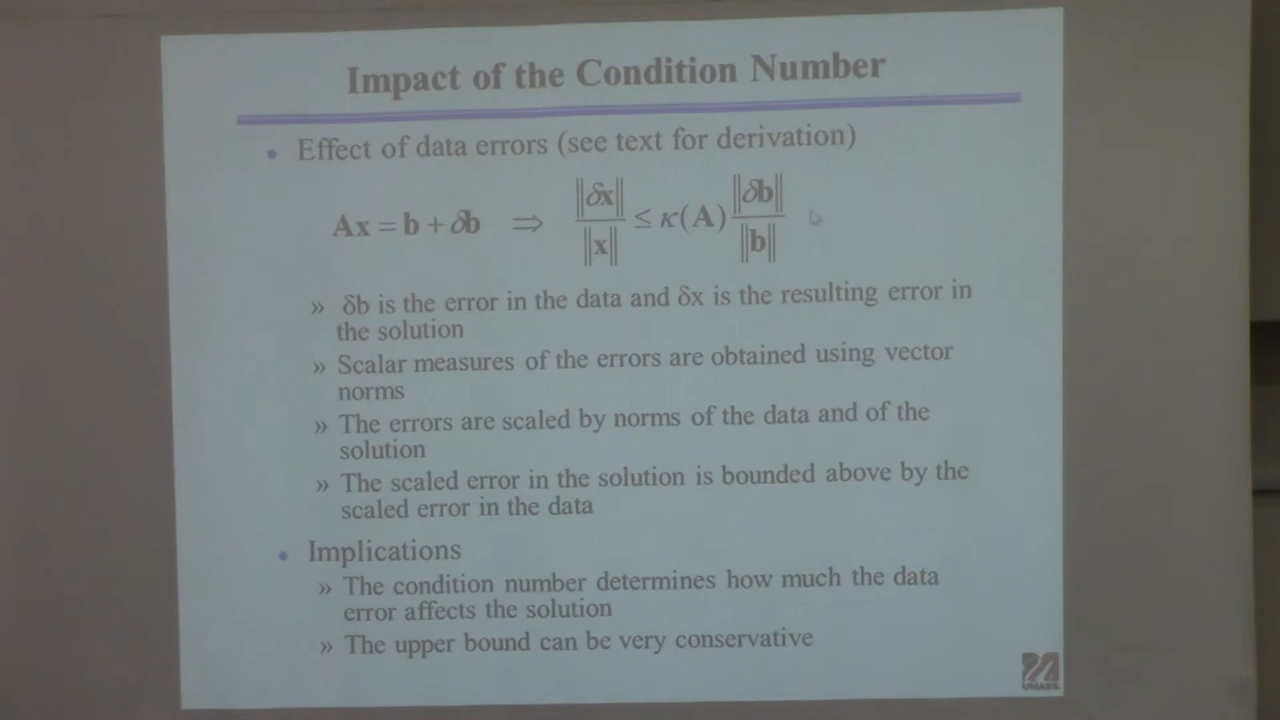 Impact of the Condition Number
• Effect of data errors (see text for derivation)
Ax = b + δb ⇒ ‖δx‖ / ‖x‖ ≤ κ(A) ‖δb‖ / ‖b‖
» δb is the error in the data and δx is the resulting error in
the solution
» Scalar measures of the errors are obtained using vector
norms
» The errors are scaled by norms of the data and of the
solution
» The scaled error in the solution is bounded above by the
scaled error in the data
• Implications
» The condition number determines how much the data
error affects the solution
» The upper bound can be very conservative
UMASS